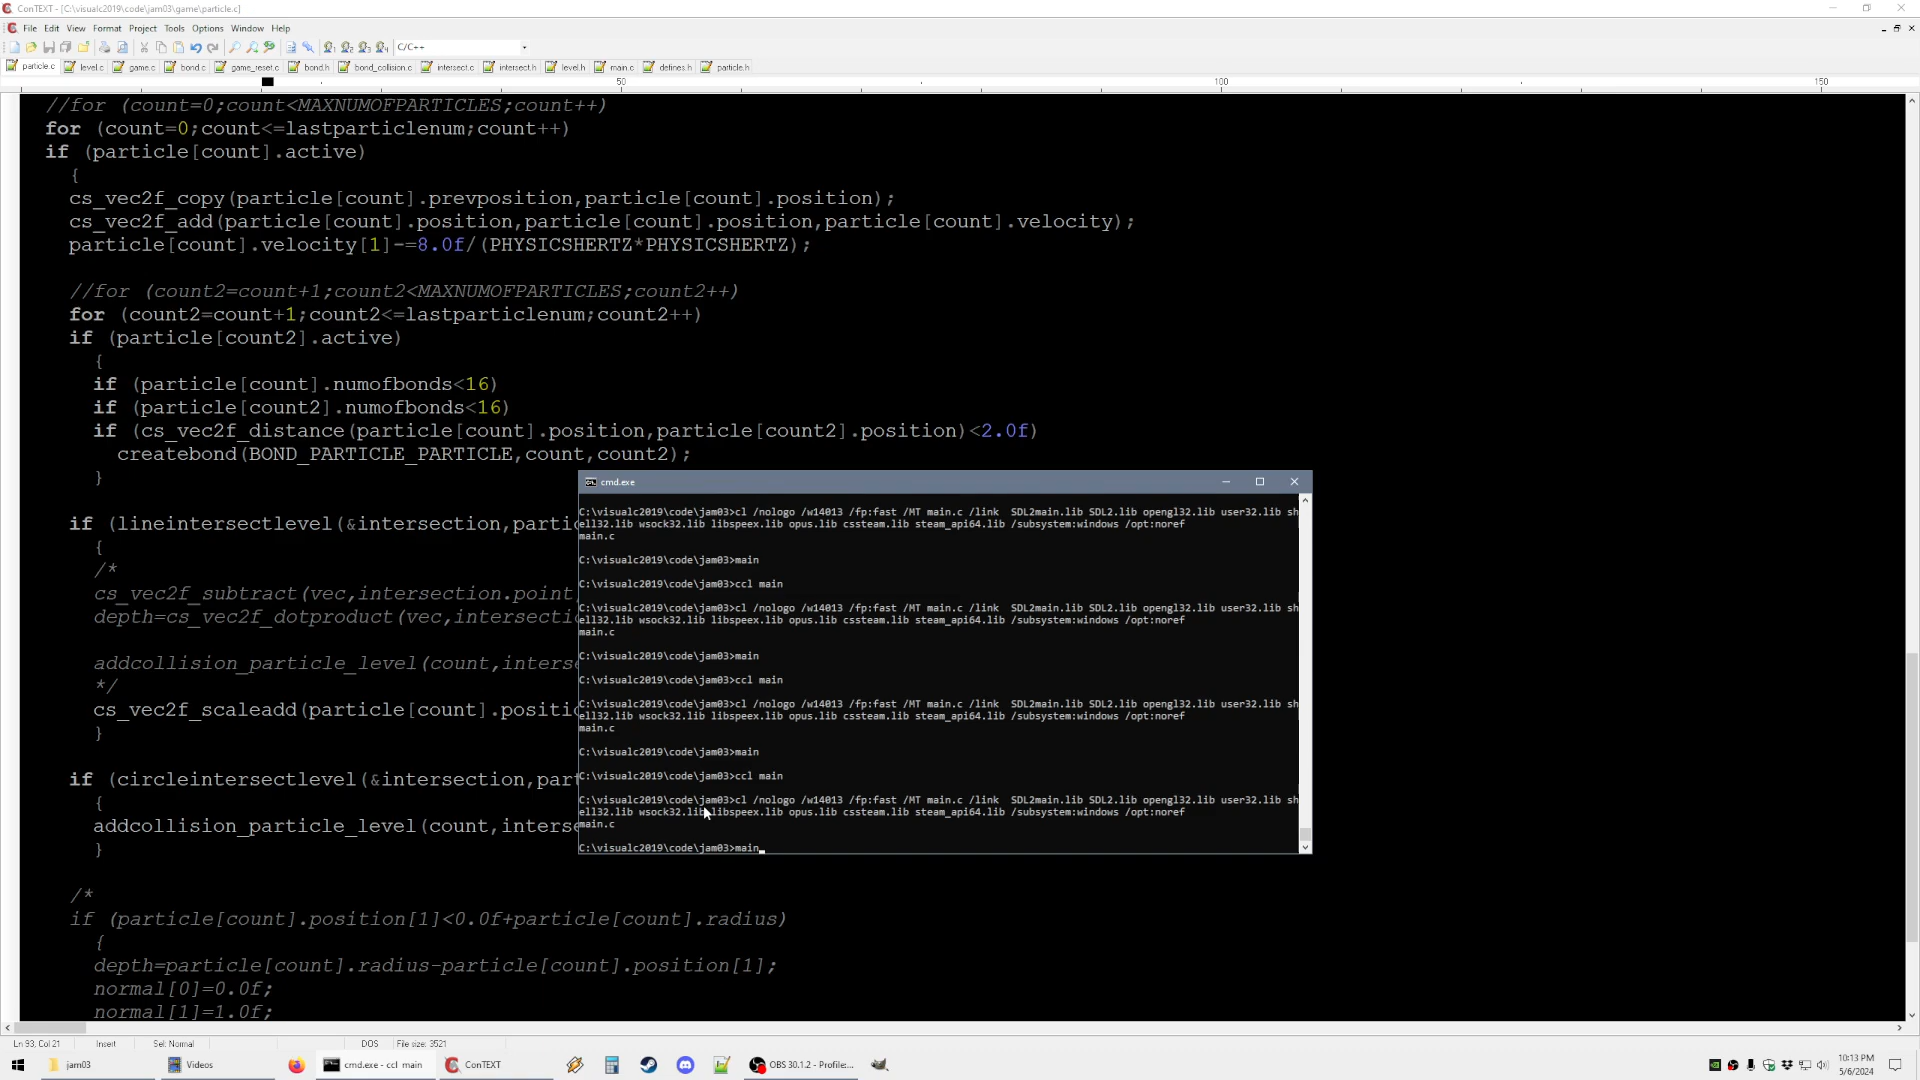 ConTEXT - [C:\visualc2019\code\jam03\game\particle.c]
File Edit View Format Project Tools Options Window Help
C/C++
particle.c level.c game.c bond.c game_reset.c bond.h bond_collision.c intersect.c intersect.h level.h main.c defines.h particle.h
50 100 150
//for (count=0;count<MAXNUMOFPARTICLES;count++)
for (count=0;count<=lastparticlenum;count++)
if (particle[count].active)
{
cs_vec2f_copy(particle[count].prevposition,particle[count].position);
cs_vec2f_add(particle[count].position,particle[count].position,particle[count].velocity);
particle[count].velocity[1]-=8.0f/(PHYSICSHERTZ*PHYSICSHERTZ);
//for (count2=count+1;count2<MAXNUMOFPARTICLES;count2++)
for (count2=count+1;count2<=lastparticlenum;count2++)
if (particle[count2].active)
{
if (particle[count].numofbonds<16)
if (particle[count2].numofbonds<16)
if (cs_vec2f_distance(particle[count].position,particle[count2].position)<2.0f)
createbond(BOND_PARTICLE_PARTICLE,count,count2);
}
if (lineintersectlevel(&intersection,partic
{
/*
cs_vec2f_subtract(vec,intersection.point,
depth=cs_vec2f_dotproduct(vec,intersecti
addcollision_particle_level(count,inters
*/
cs_vec2f_scaleadd(particle[count].positio
}
if (circleintersectlevel(&intersection,part
{
addcollision_particle_level(count,inters
}
/*
if (particle[count].position[1]<0.0f+particle[count].radius)
{
depth=particle[count].radius-particle[count].position[1];
normal[0]=0.0f;
normal[1]=1.0f;
cmd.exe
C:\visualc2019\code\jam03>cl /nologo /w14013 /fp:fast /MT main.c /link  SDL2main.lib SDL2.lib opengl32.lib user32.lib sh
ell32.lib wsock32.lib libspeex.lib opus.lib cssteam.lib steam_api64.lib /subsystem:windows /opt:noref
main.c
C:\visualc2019\code\jam03>main
C:\visualc2019\code\jam03>ccl main
C:\visualc2019\code\jam03>cl /nologo /w14013 /fp:fast /MT main.c /link  SDL2main.lib SDL2.lib opengl32.lib user32.lib sh
ell32.lib wsock32.lib libspeex.lib opus.lib cssteam.lib steam_api64.lib /subsystem:windows /opt:noref
main.c
C:\visualc2019\code\jam03>main
C:\visualc2019\code\jam03>ccl main
C:\visualc2019\code\jam03>cl /nologo /w14013 /fp:fast /MT main.c /link  SDL2main.lib SDL2.lib opengl32.lib user32.lib sh
ell32.lib wsock32.lib libspeex.lib opus.lib cssteam.lib steam_api64.lib /subsystem:windows /opt:noref
main.c
C:\visualc2019\code\jam03>main
C:\visualc2019\code\jam03>ccl main
C:\visualc2019\code\jam03>cl /nologo /w14013 /fp:fast /MT main.c /link  SDL2main.lib SDL2.lib opengl32.lib user32.lib sh
ell32.lib wsock32.lib libspeex.lib opus.lib cssteam.lib steam_api64.lib /subsystem:windows /opt:noref
main.c
C:\visualc2019\code\jam03>main_
Ln 93, Col 21 Insert Sel: Normal DOS File size: 3521
jam03 Videos cmd.exe - ccl main ConTEXT OBS 30.1.2 - Profile:... 10:13 PM
5/6/2024